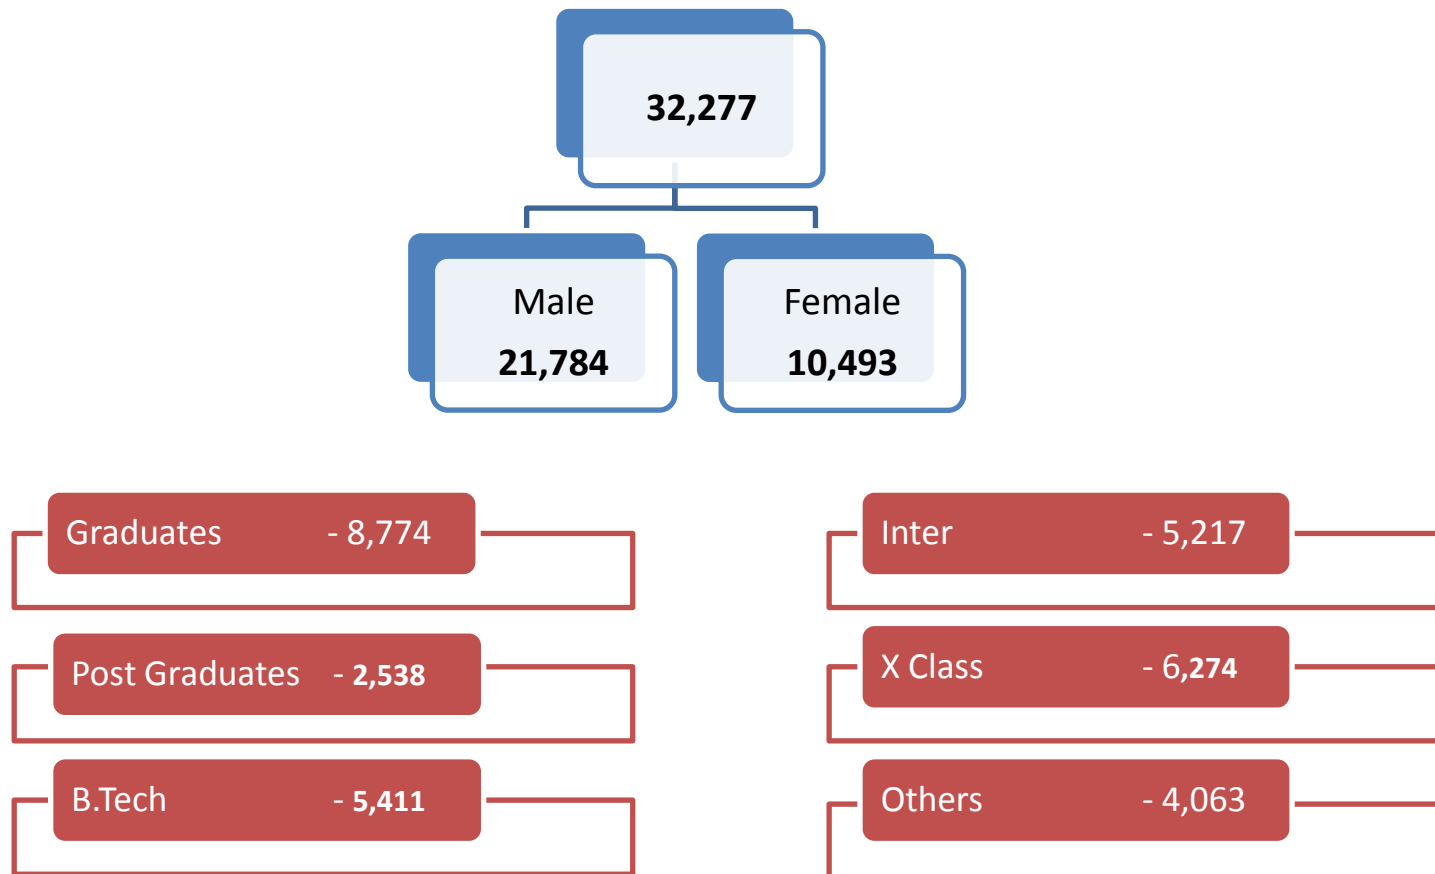 32,277
Male
21,784
Female
10,493
Graduates - 8,774
Post Graduates - 2,538
B.Tech - 5,411
Inter - 5,217
X Class - 6,274
Others - 4,063